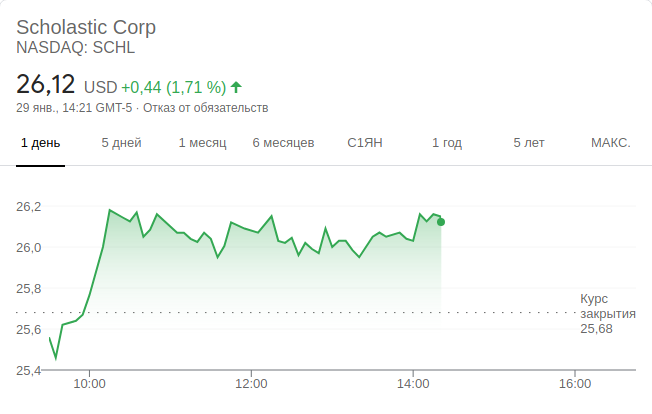 Scholastic Corp
NASDAQ: SCHL
26,12 USD +0,44 (1,71 %)
29 янв., 14:21 GMT-5 · Отказ от обязательств
1 день 5 дней 1 месяц 6 месяцев С1ЯН 1 год 5 лет МАКС.
26,2
26,0
25,8
Курс
закрытия
25,68
25,6
25,4
10:00 12:00 14:00 16:00